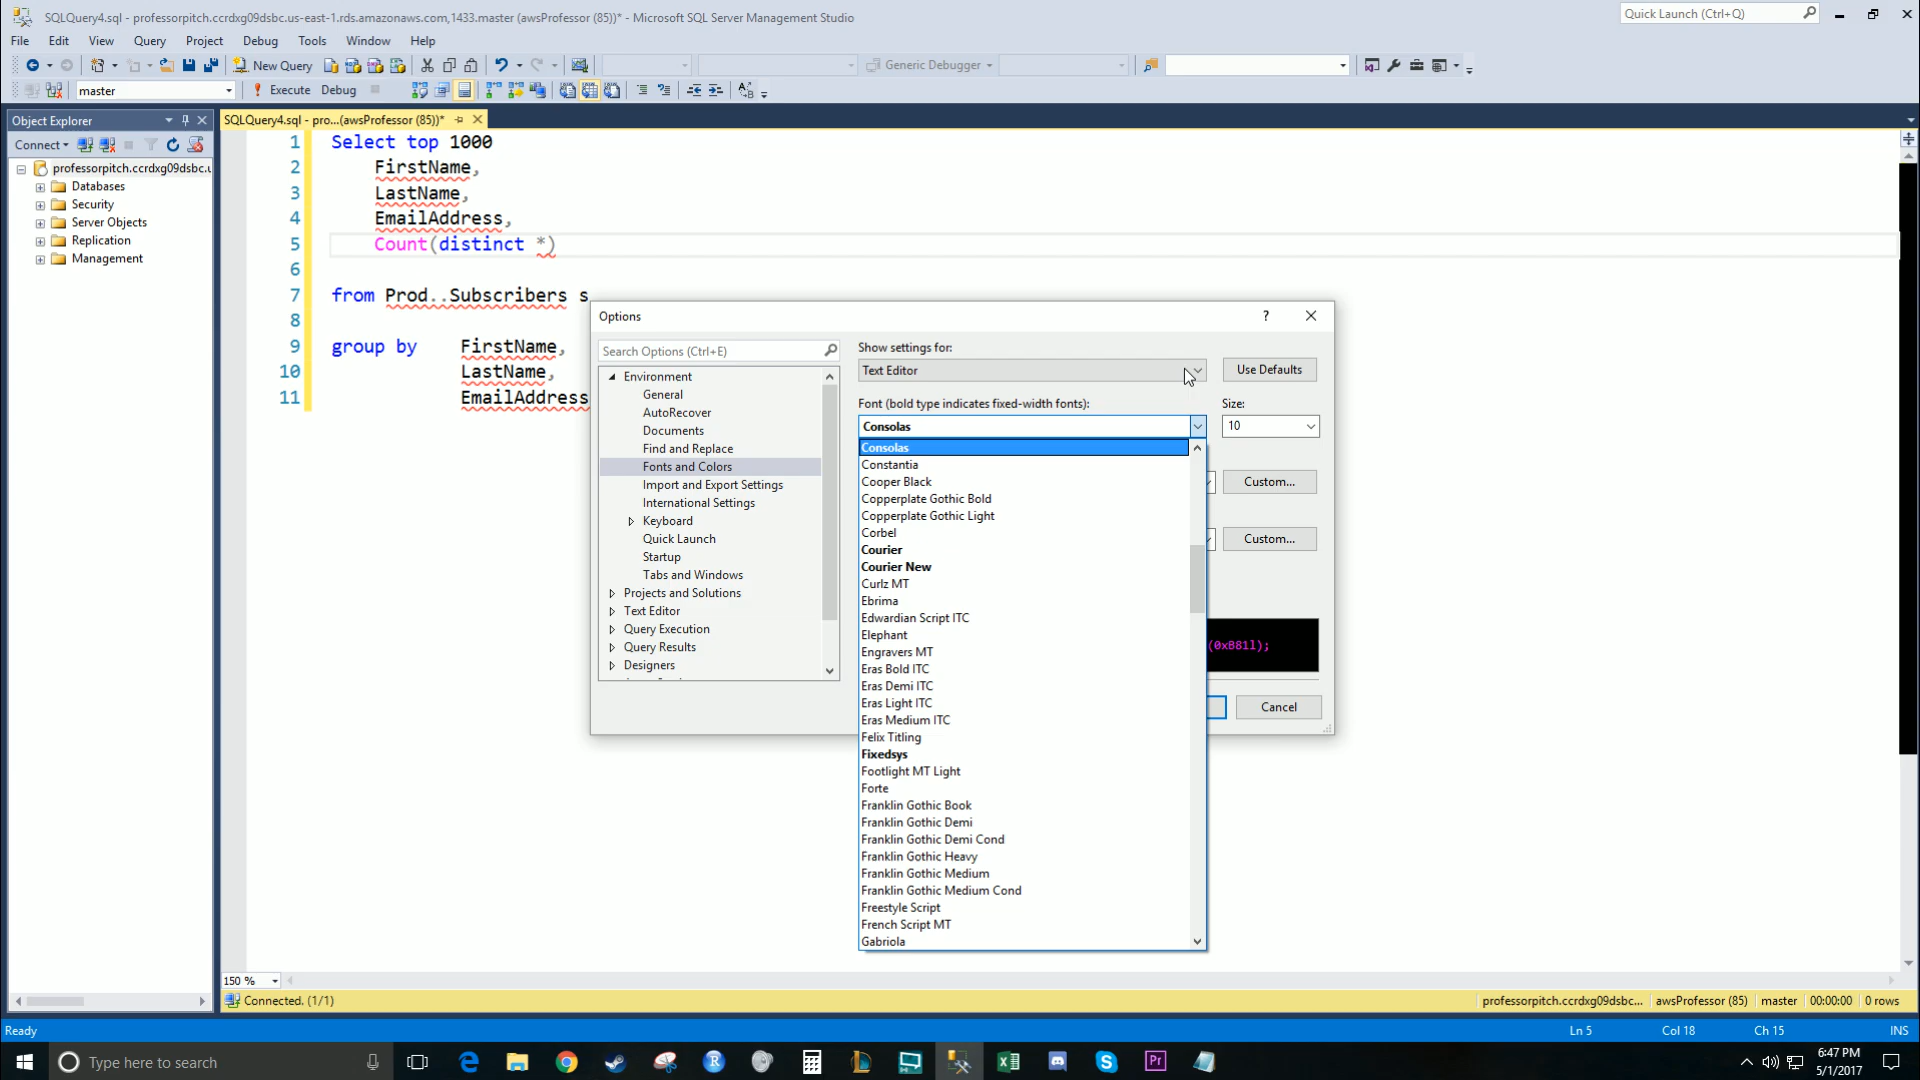 SQLQuery4.sql - professorpitch.ccrdxg09dsbc.us-east-1.rds.amazonaws.com,1433.master (awsProfessor (85))* - Microsoft SQL Server Management Studio
Quick Launch (Ctrl+Q)
File Edit View Query Project Debug Tools Window Help
New Query
Generic Debugger
master
Execute Debug
Object Explorer
SQLQuery4.sql - pro...(awsProfessor (85))*
Connect
professorpitch.ccrdxg09dsbc.u
Databases
Security
Server Objects
Replication
Management
1 Select top 1000
2 FirstName,
3 LastName,
4 EmailAddress,
5 Count(distinct *)
6
7 from Prod..Subscribers s
8
9 group by FirstName,
10 LastName,
11 EmailAddress
Options
?
Search Options (Ctrl+E)
Environment
General
AutoRecover
Documents
Find and Replace
Fonts and Colors
Import and Export Settings
International Settings
Keyboard
Quick Launch
Startup
Tabs and Windows
Projects and Solutions
Text Editor
Query Execution
Query Results
Designers
Show settings for:
Text Editor
Use Defaults
Font (bold type indicates fixed-width fonts):
Size:
Consolas
10
Consolas
Constantia
Cooper Black
Copperplate Gothic Bold
Copperplate Gothic Light
Corbel
Courier
Courier New
Curlz MT
Ebrima
Edwardian Script ITC
Elephant
Engravers MT
Eras Bold ITC
Eras Demi ITC
Eras Light ITC
Eras Medium ITC
Felix Titling
Fixedsys
Footlight MT Light
Forte
Franklin Gothic Book
Franklin Gothic Demi
Franklin Gothic Demi Cond
Franklin Gothic Heavy
Franklin Gothic Medium
Franklin Gothic Medium Cond
Freestyle Script
French Script MT
Gabriola
Custom...
Custom...
(0xB81l);
Cancel
150 %
Connected. (1/1)
professorpitch.ccrdxg09dsbc... awsProfessor (85) master 00:00:00 0 rows
Ready
Ln 5 Col 18 Ch 15 INS
Type here to search
6:47 PM
5/1/2017